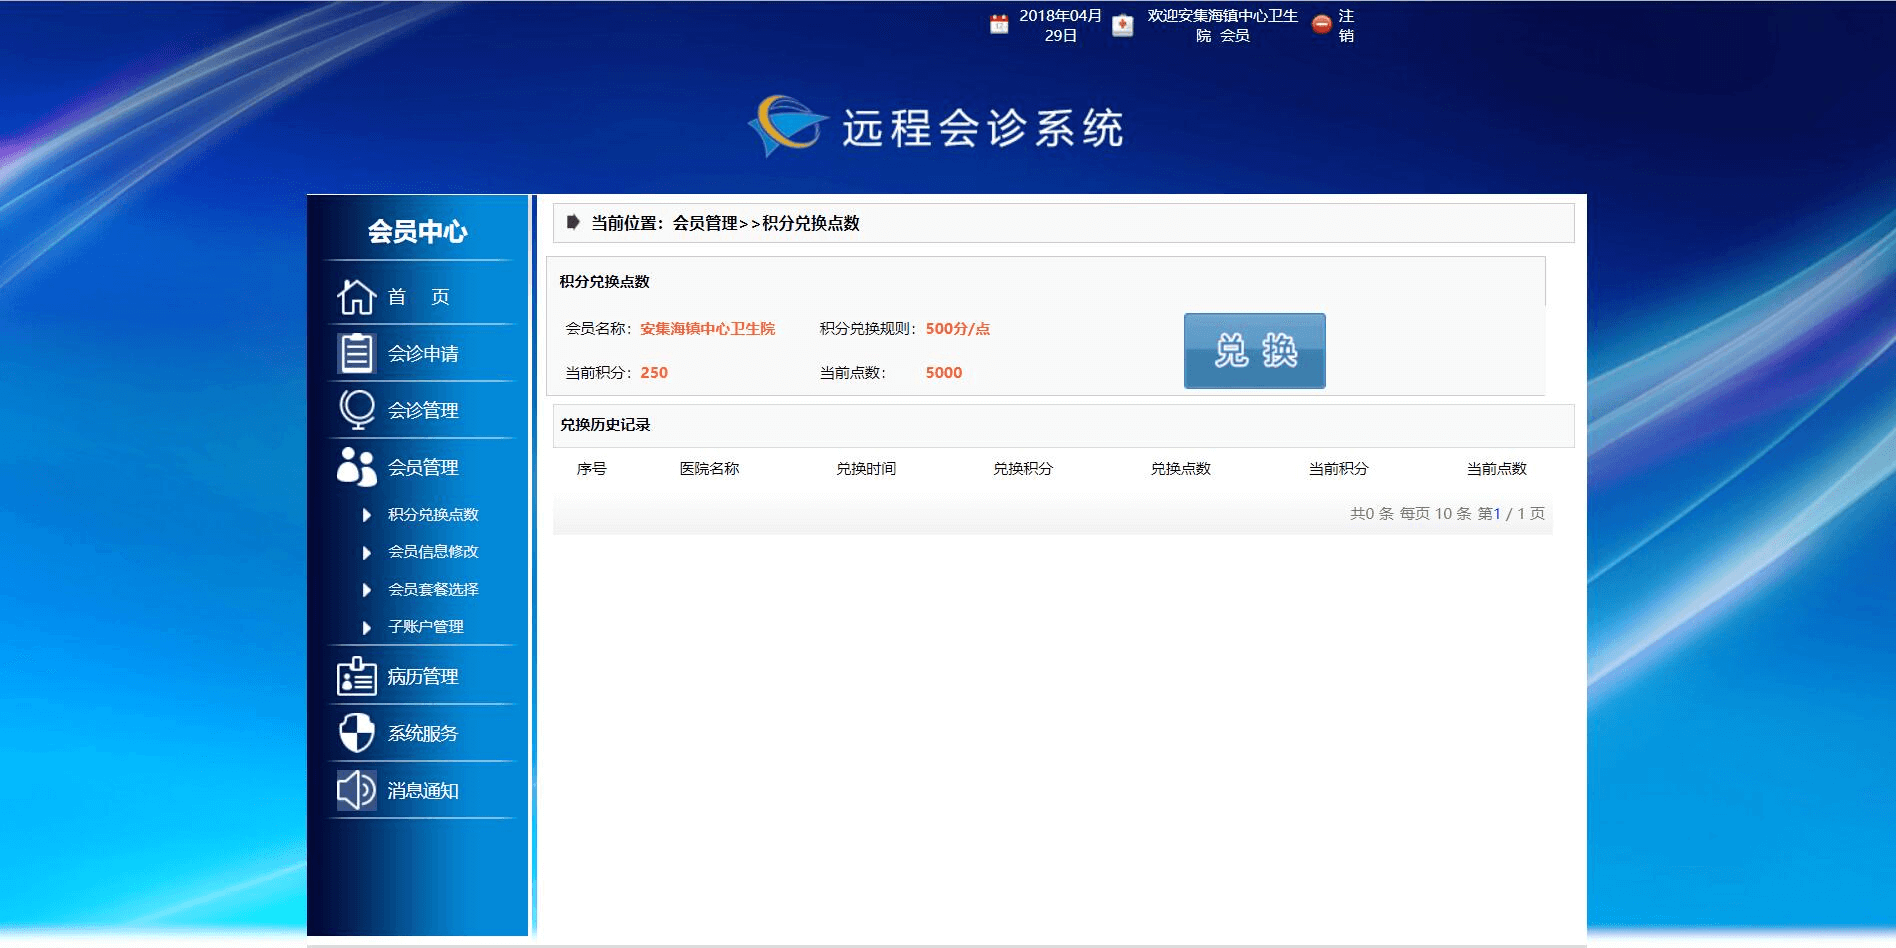 2018年04月29日
欢迎安集海镇中心卫生院 会员
注销
远程会诊系统
会员中心
首 页
会诊申请
会诊管理
会员管理
积分兑换点数
会员信息修改
会员套餐选择
子账户管理
病历管理
系统服务
消息通知
当前位置：会员管理>>积分兑换点数
积分兑换点数
会员名称：安集海镇中心卫生院 积分兑换规则：500分/点
当前积分：250 当前点数： 5000
兑换
兑换历史记录
序号 医院名称 兑换时间 兑换积分 兑换点数 当前积分 当前点数
共0 条 每页 10 条 第1 / 1 页